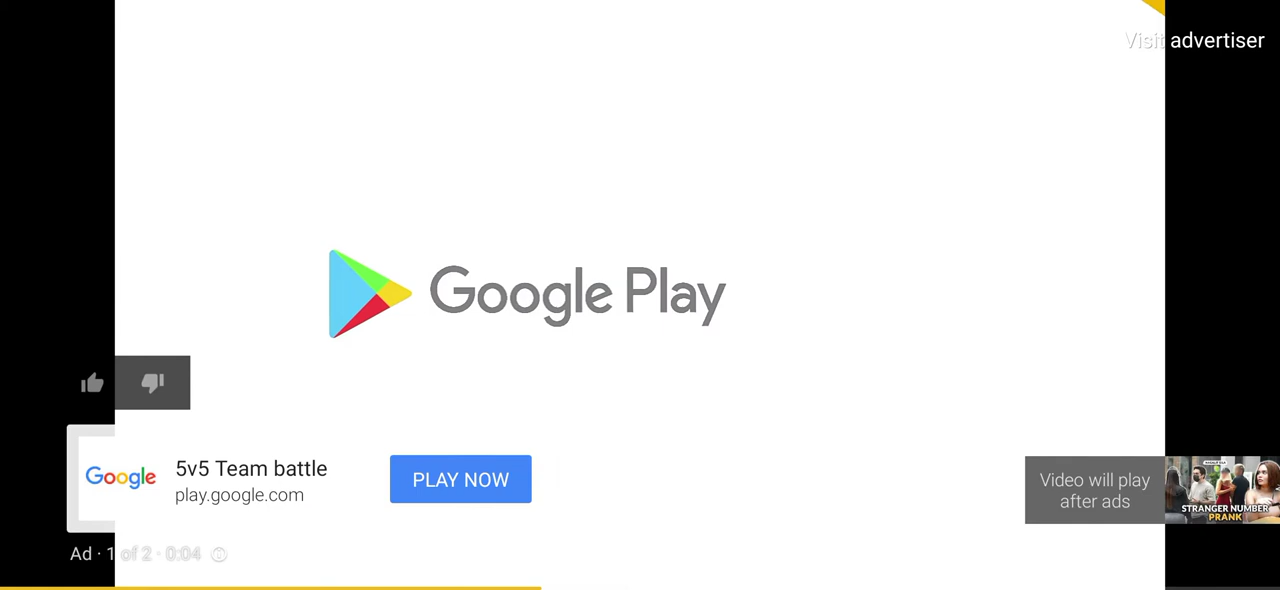 Visit advertiser
Google Play
Google
5v5 Team battle
play.google.com
PLAY NOW
Video will play
after ads
STRANGER NUMBER
PRANK
Ad · 1 of 2 · 0:04